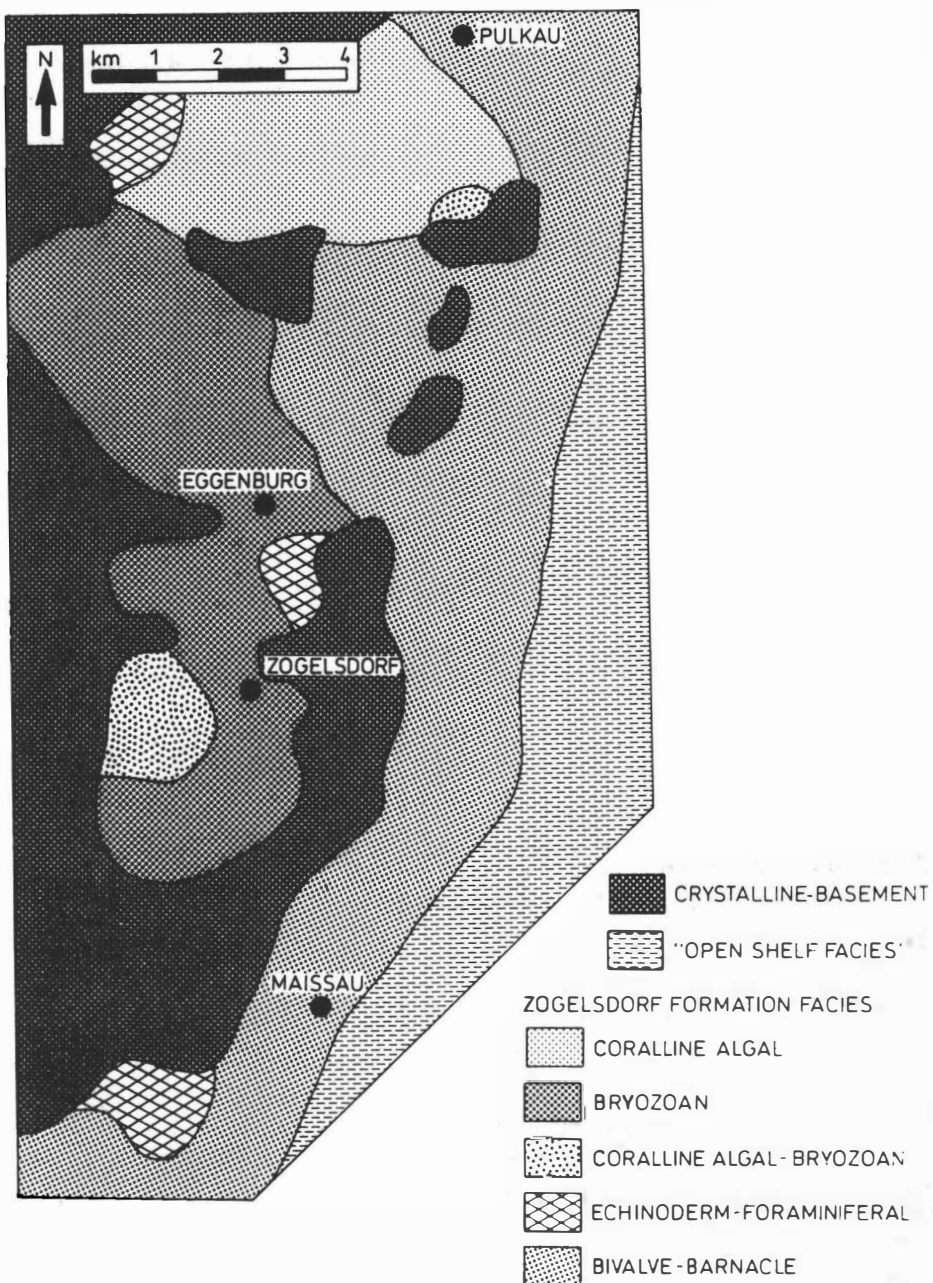 PULKAU
N
km 1 2 3 4
EGGENBURG
ZOGELSDORF
MAISSAU
CRYSTALLINE-BASEMENT
"OPEN SHELF FACIES'
ZOGELSDORF FORMATION FACIES
CORALLINE ALGAL
BRYOZOAN
CORALLINE ALGAL-BRYOZOAN
ECHINODERM-FORAMINIFERAL
BIVALVE-BARNACLE